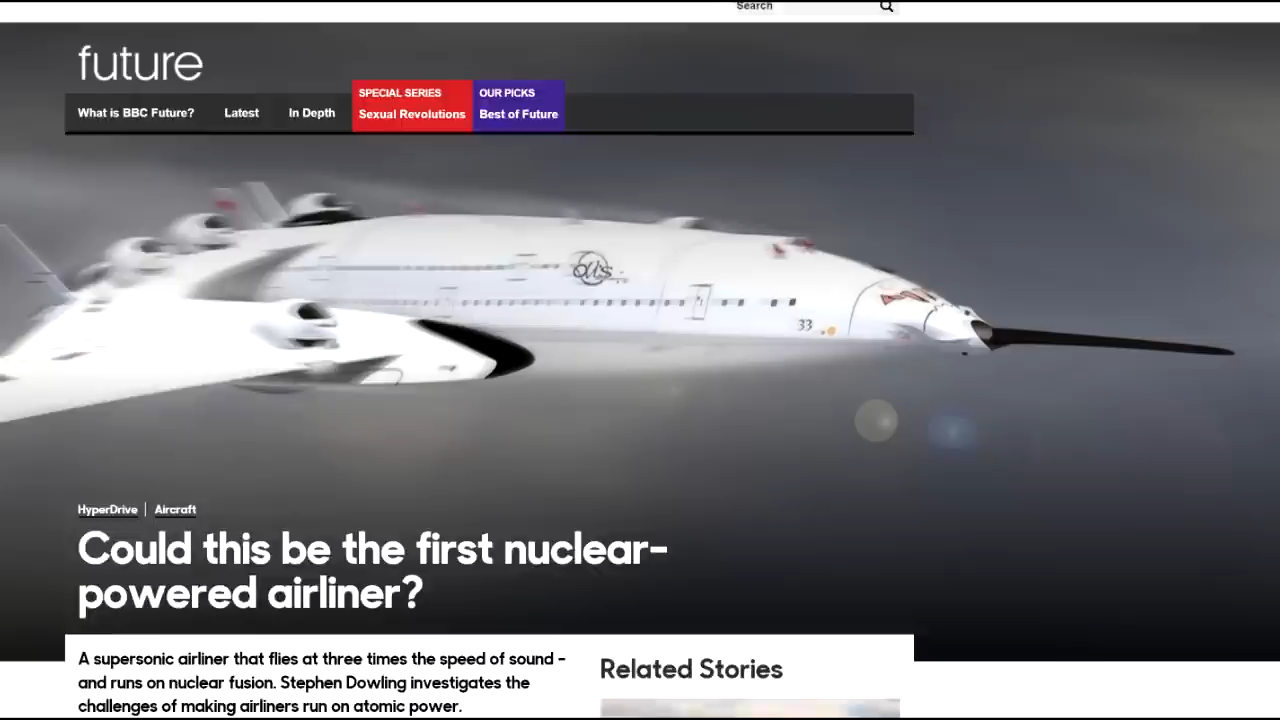 Search
future
SPECIAL SERIES
OUR PICKS
What is BBC Future?
Latest
In Depth
Sexual Revolutions
Best of Future
33
HyperDrive | Aircraft
Could this be the first nuclear-
powered airliner?
A supersonic airliner that flies at three times the speed of sound –
and runs on nuclear fusion. Stephen Dowling investigates the
challenges of making airliners run on atomic power.
Related Stories